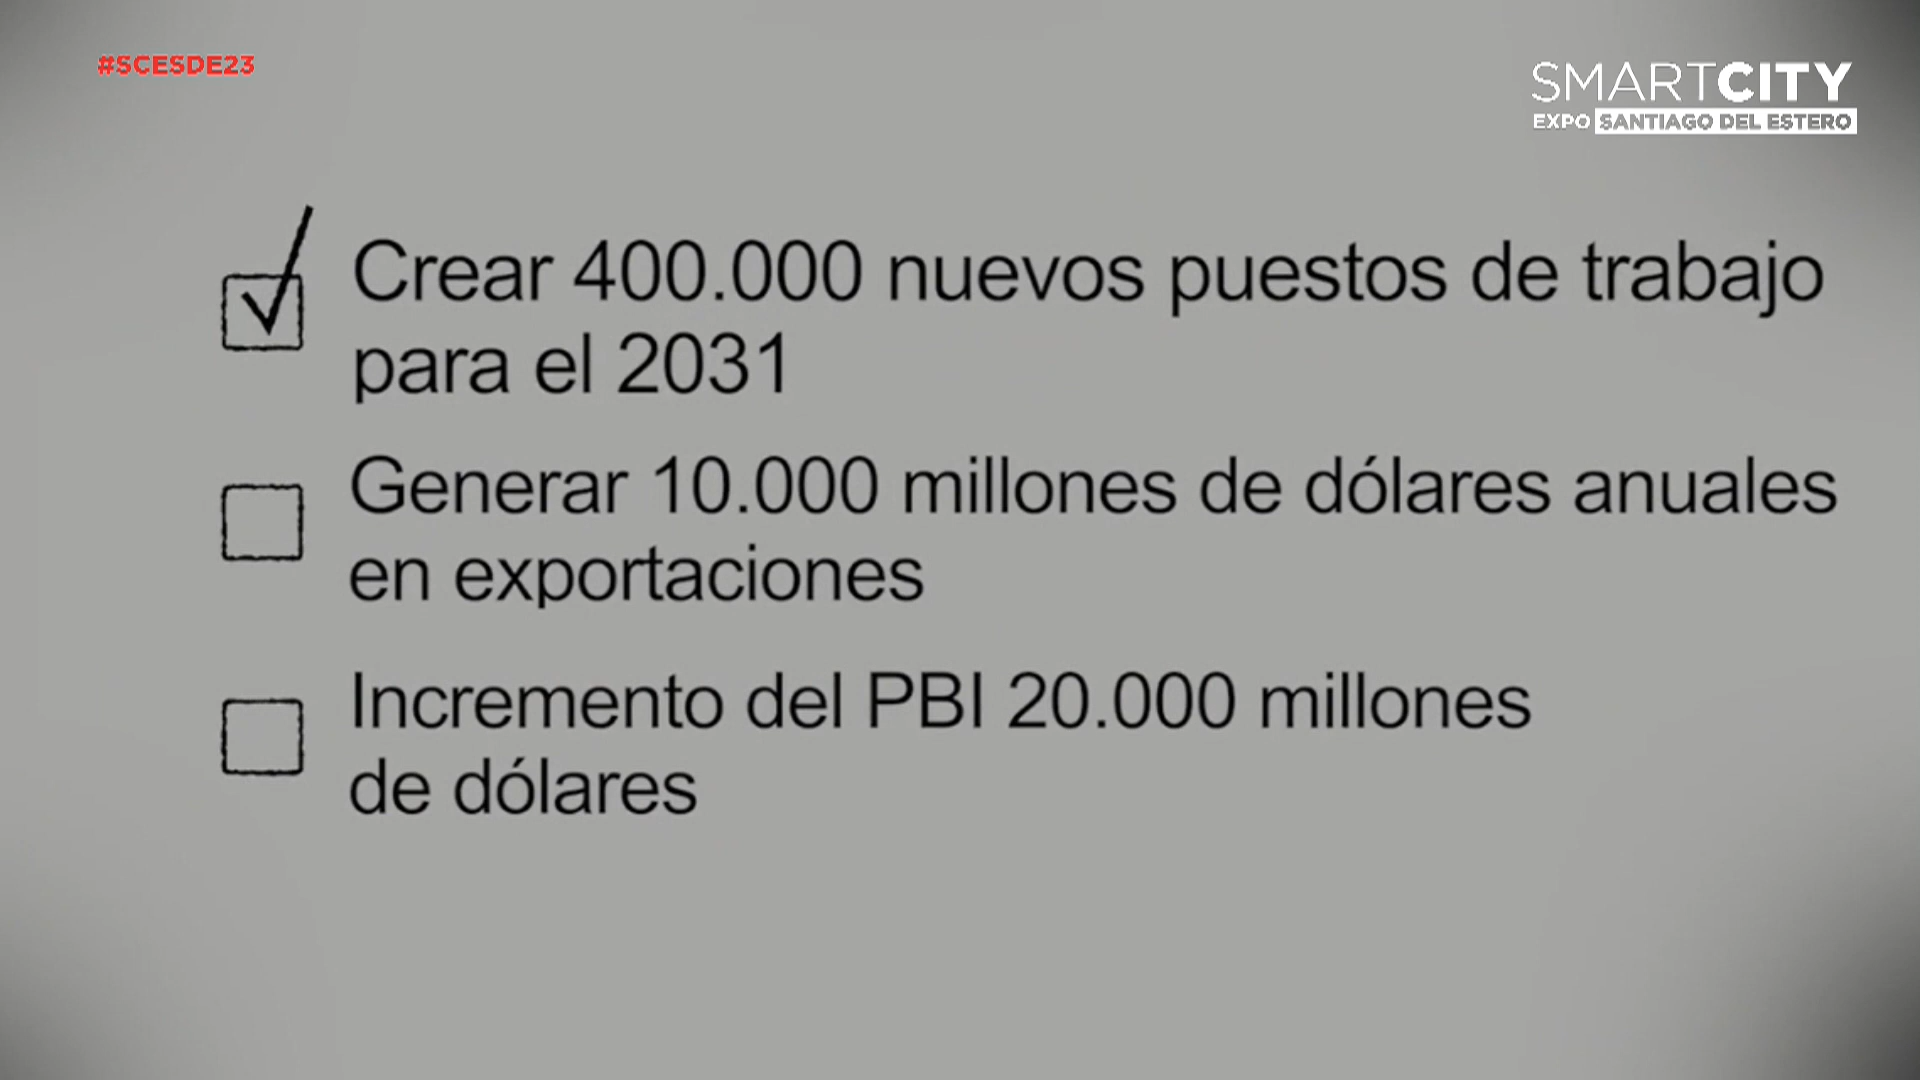 #SCESDE23
SMARTCITY
EXPO SANTIAGO DEL ESTERO
Crear 400.000 nuevos puestos de trabajo
para el 2031
Generar 10.000 millones de dólares anuales
en exportaciones
Incremento del PBI 20.000 millones
de dólares